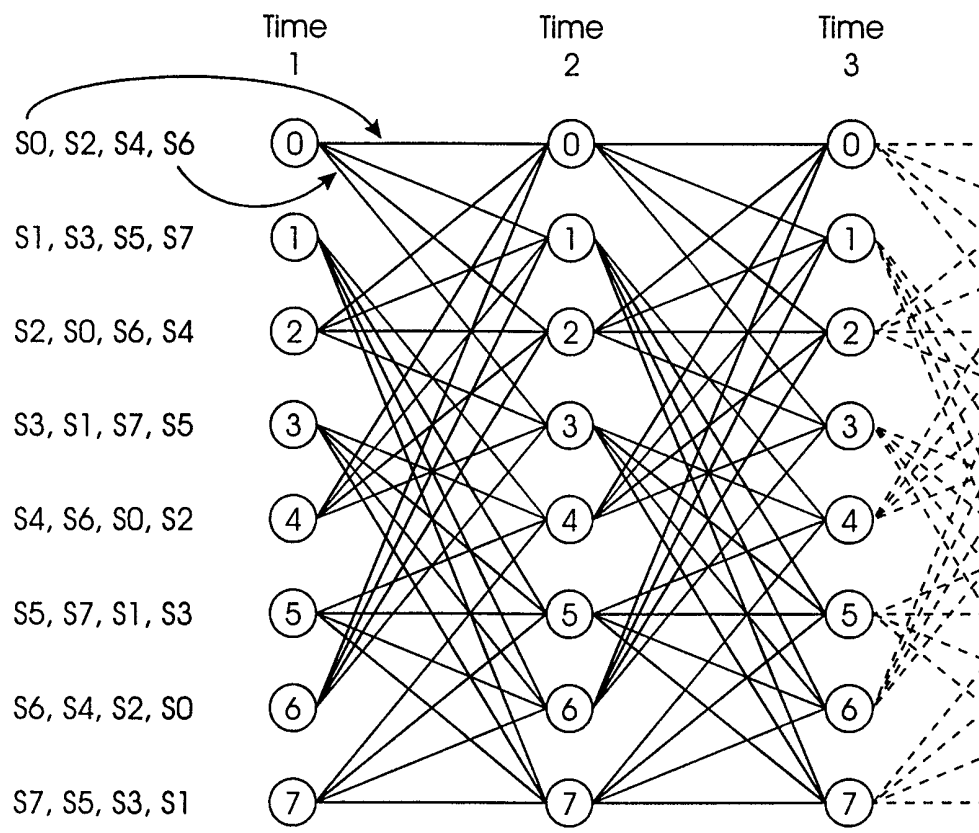 Time Time Time
1 2 3
S0, S2, S4, S6 0 0 0
S1, S3, S5, S7 1 1 1
S2, S0, S6, S4 2 2 2
S3, S1, S7, S5 3 3 3
S4, S6, S0, S2 4 4 4
S5, S7, S1, S3 5 5 5
S6, S4, S2, S0 6 6 6
S7, S5, S3, S1 7 7 7